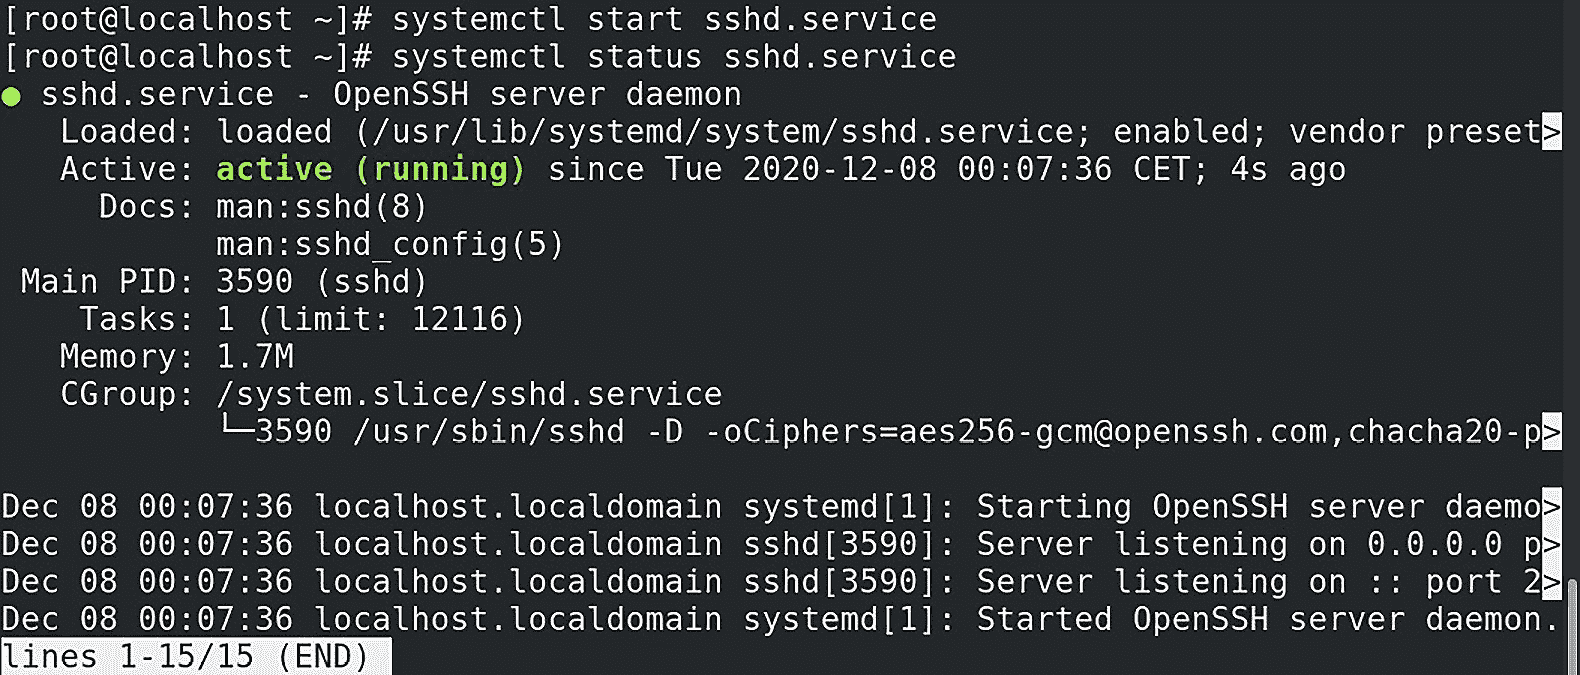 [root@localhost ~]# systemctl start sshd.service
[root@localhost ~]# systemctl status sshd.service
● sshd.service - OpenSSH server daemon
   Loaded: loaded (/usr/lib/systemd/system/sshd.service; enabled; vendor preset>
   Active: active (running) since Tue 2020-12-08 00:07:36 CET; 4s ago
     Docs: man:sshd(8)
           man:sshd_config(5)
 Main PID: 3590 (sshd)
    Tasks: 1 (limit: 12116)
   Memory: 1.7M
   CGroup: /system.slice/sshd.service
           └─3590 /usr/sbin/sshd -D -oCiphers=aes256-gcm@openssh.com,chacha20-p>

Dec 08 00:07:36 localhost.localdomain systemd[1]: Starting OpenSSH server daemo>
Dec 08 00:07:36 localhost.localdomain sshd[3590]: Server listening on 0.0.0.0 p>
Dec 08 00:07:36 localhost.localdomain sshd[3590]: Server listening on :: port 2>
Dec 08 00:07:36 localhost.localdomain systemd[1]: Started OpenSSH server daemon.
lines 1-15/15 (END)